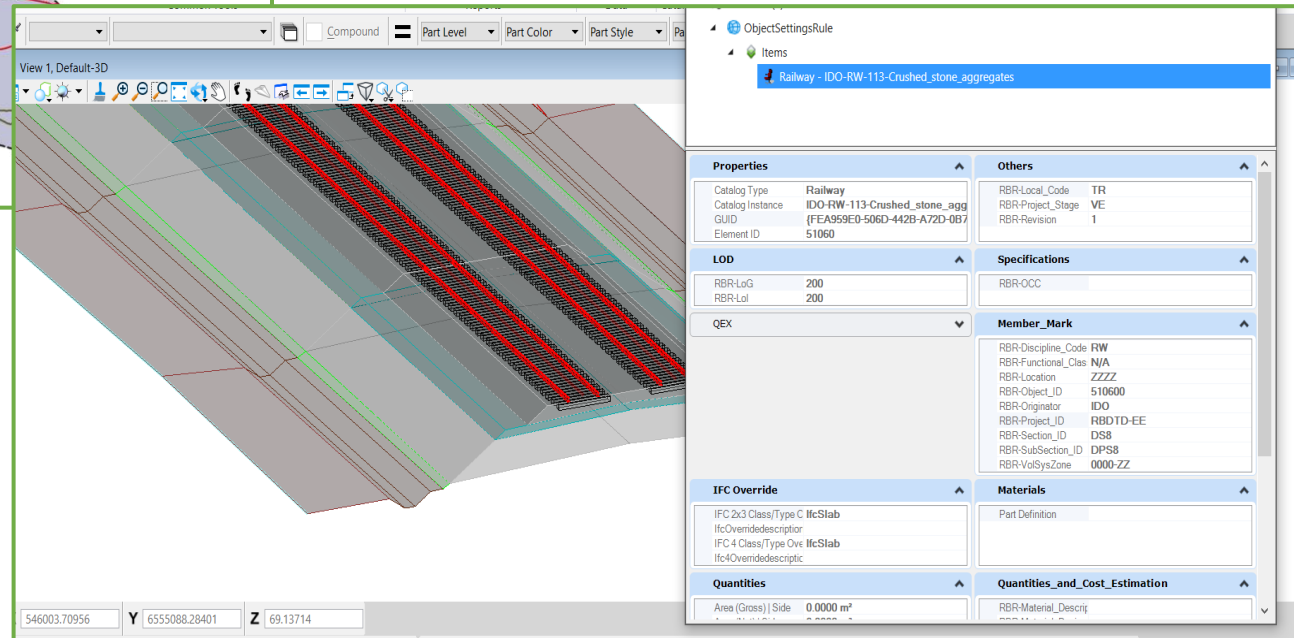 Compound
Part Level
Part Color
Part Style
Pa
View 1, Default-3D
ObjectSettingsRule
Items
Railway - IDO-RW-113-Crushed_stone_aggregates
Properties
Catalog Type Railway
Catalog Instance IDO-RW-113-Crushed_stone_agg
GUID {FEA959E0-506D-442B-A72D-0B7
Element ID 51060
Others
RBR-Local_Code TR
RBR-Project_Stage VE
RBR-Revision 1
LOD
RBR-LoG 200
RBR-LoI 200
Specifications
RBR-OCC
QEX
Member_Mark
RBR-Discipline_Code RW
RBR-Functional_Clas N/A
RBR-Location ZZZZ
RBR-Object_ID 510600
RBR-Originator IDO
RBR-Project_ID RBDTD-EE
RBR-Section_ID DS8
RBR-SubSection_ID DPS8
RBR-VolSysZone 0000-ZZ
IFC Override
IFC 2x3 Class/Type C IfcSlab
IfcOverridedescription
IFC 4 Class/Type Ove IfcSlab
Ifc4Overridedescriptic
Materials
Part Definition
Quantities
Area (Gross) | Side 0.0000 m²
Quantities_and_Cost_Estimation
RBR-Material_Descrip
546003.70956 Y 6555088.28401 Z 69.13714